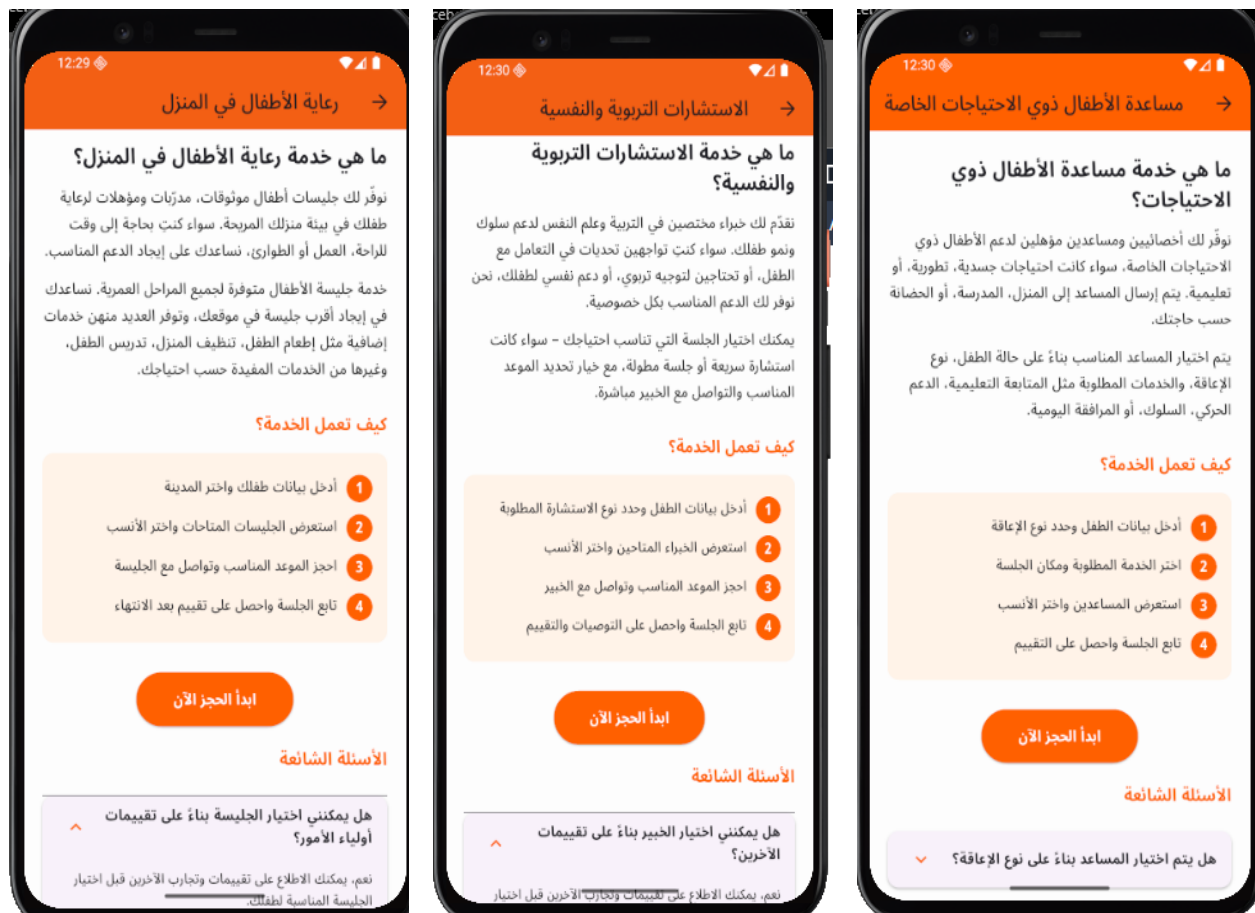 12:29
رعاية الأطفال في المنزل
ما هي خدمة رعاية الأطفال في المنزل؟
نوفّر لك جليسات أطفال موثوقات، مدرّبات ومؤهلات لرعاية
طفلك في بيئة منزلك المريحة. سواء كنتِ بحاجة إلى وقت
للراحة، العمل أو الطوارئ، نساعدك على إيجاد الدعم المناسب.
خدمة جليسة الأطفال متوفرة لجميع المراحل العمرية. نساعدك
في إيجاد أقرب جليسة في موقعك، وتوفر العديد منهن خدمات
إضافية مثل إطعام الطفل، تنظيف المنزل، تدريس الطفل،
وغيرها من الخدمات المفيدة حسب احتياجك.
كيف تعمل الخدمة؟
1 أدخل بيانات طفلك واختر المدينة
2 استعرض الجليسات المتاحات واختر الأنسب
3 احجز الموعد المناسب وتواصل مع الجليسة
4 تابع الجلسة واحصل على تقييم بعد الانتهاء
ابدأ الحجز الآن
الأسئلة الشائعة
هل يمكنني اختيار الجليسة بناءً على تقييمات
أولياء الأمور؟
نعم، يمكنك الاطلاع على تقييمات وتجارب الآخرين قبل اختيار
الجليسة المناسبة لطفلك.
12:30
الاستشارات التربوية والنفسية
ما هي خدمة الاستشارات التربوية
والنفسية؟
نقدّم لك خبراء مختصين في التربية وعلم النفس لدعم سلوك
ونمو طفلك. سواء كنتِ تواجهين تحديات في التعامل مع
الطفل، أو تحتاجين لتوجيه تربوي، أو دعم نفسي لطفلك، نحن
نوفر لك الدعم المناسب بكل خصوصية.
يمكنك اختيار الجلسة التي تناسب احتياجك – سواء كانت
استشارة سريعة أو جلسة مطولة، مع خيار تحديد الموعد
المناسب والتواصل مع الخبير مباشرة.
كيف تعمل الخدمة؟
1 أدخل بيانات الطفل وحدد نوع الاستشارة المطلوبة
2 استعرض الخبراء المتاحين واختر الأنسب
3 احجز الموعد المناسب وتواصل مع الخبير
4 تابع الجلسة واحصل على التوصيات والتقييم
ابدأ الحجز الآن
الأسئلة الشائعة
هل يمكنني اختيار الخبير بناءً على تقييمات
الآخرين؟
نعم، يمكنك الاطلاع على تقييمات وتجارب الآخرين قبل اختيار
12:30
مساعدة الأطفال ذوي الاحتياجات الخاصة
ما هي خدمة مساعدة الأطفال ذوي
الاحتياجات؟
نوفّر لك أخصائيين ومساعدين مؤهلين لدعم الأطفال ذوي
الاحتياجات الخاصة، سواء كانت احتياجات جسدية، تطورية، أو
تعليمية. يتم إرسال المساعد إلى المنزل، المدرسة، أو الحضانة
حسب حاجتك.
يتم اختيار المساعد المناسب بناءً على حالة الطفل، نوع
الإعاقة، والخدمات المطلوبة مثل المتابعة التعليمية، الدعم
الحركي، السلوك، أو المرافقة اليومية.
كيف تعمل الخدمة؟
1 أدخل بيانات الطفل وحدد نوع الإعاقة
2 اختر الخدمة المطلوبة ومكان الجلسة
3 استعرض المساعدين واختر الأنسب
4 تابع الجلسة واحصل على التقييم
ابدأ الحجز الآن
الأسئلة الشائعة
هل يتم اختيار المساعد بناءً على نوع الإعاقة؟